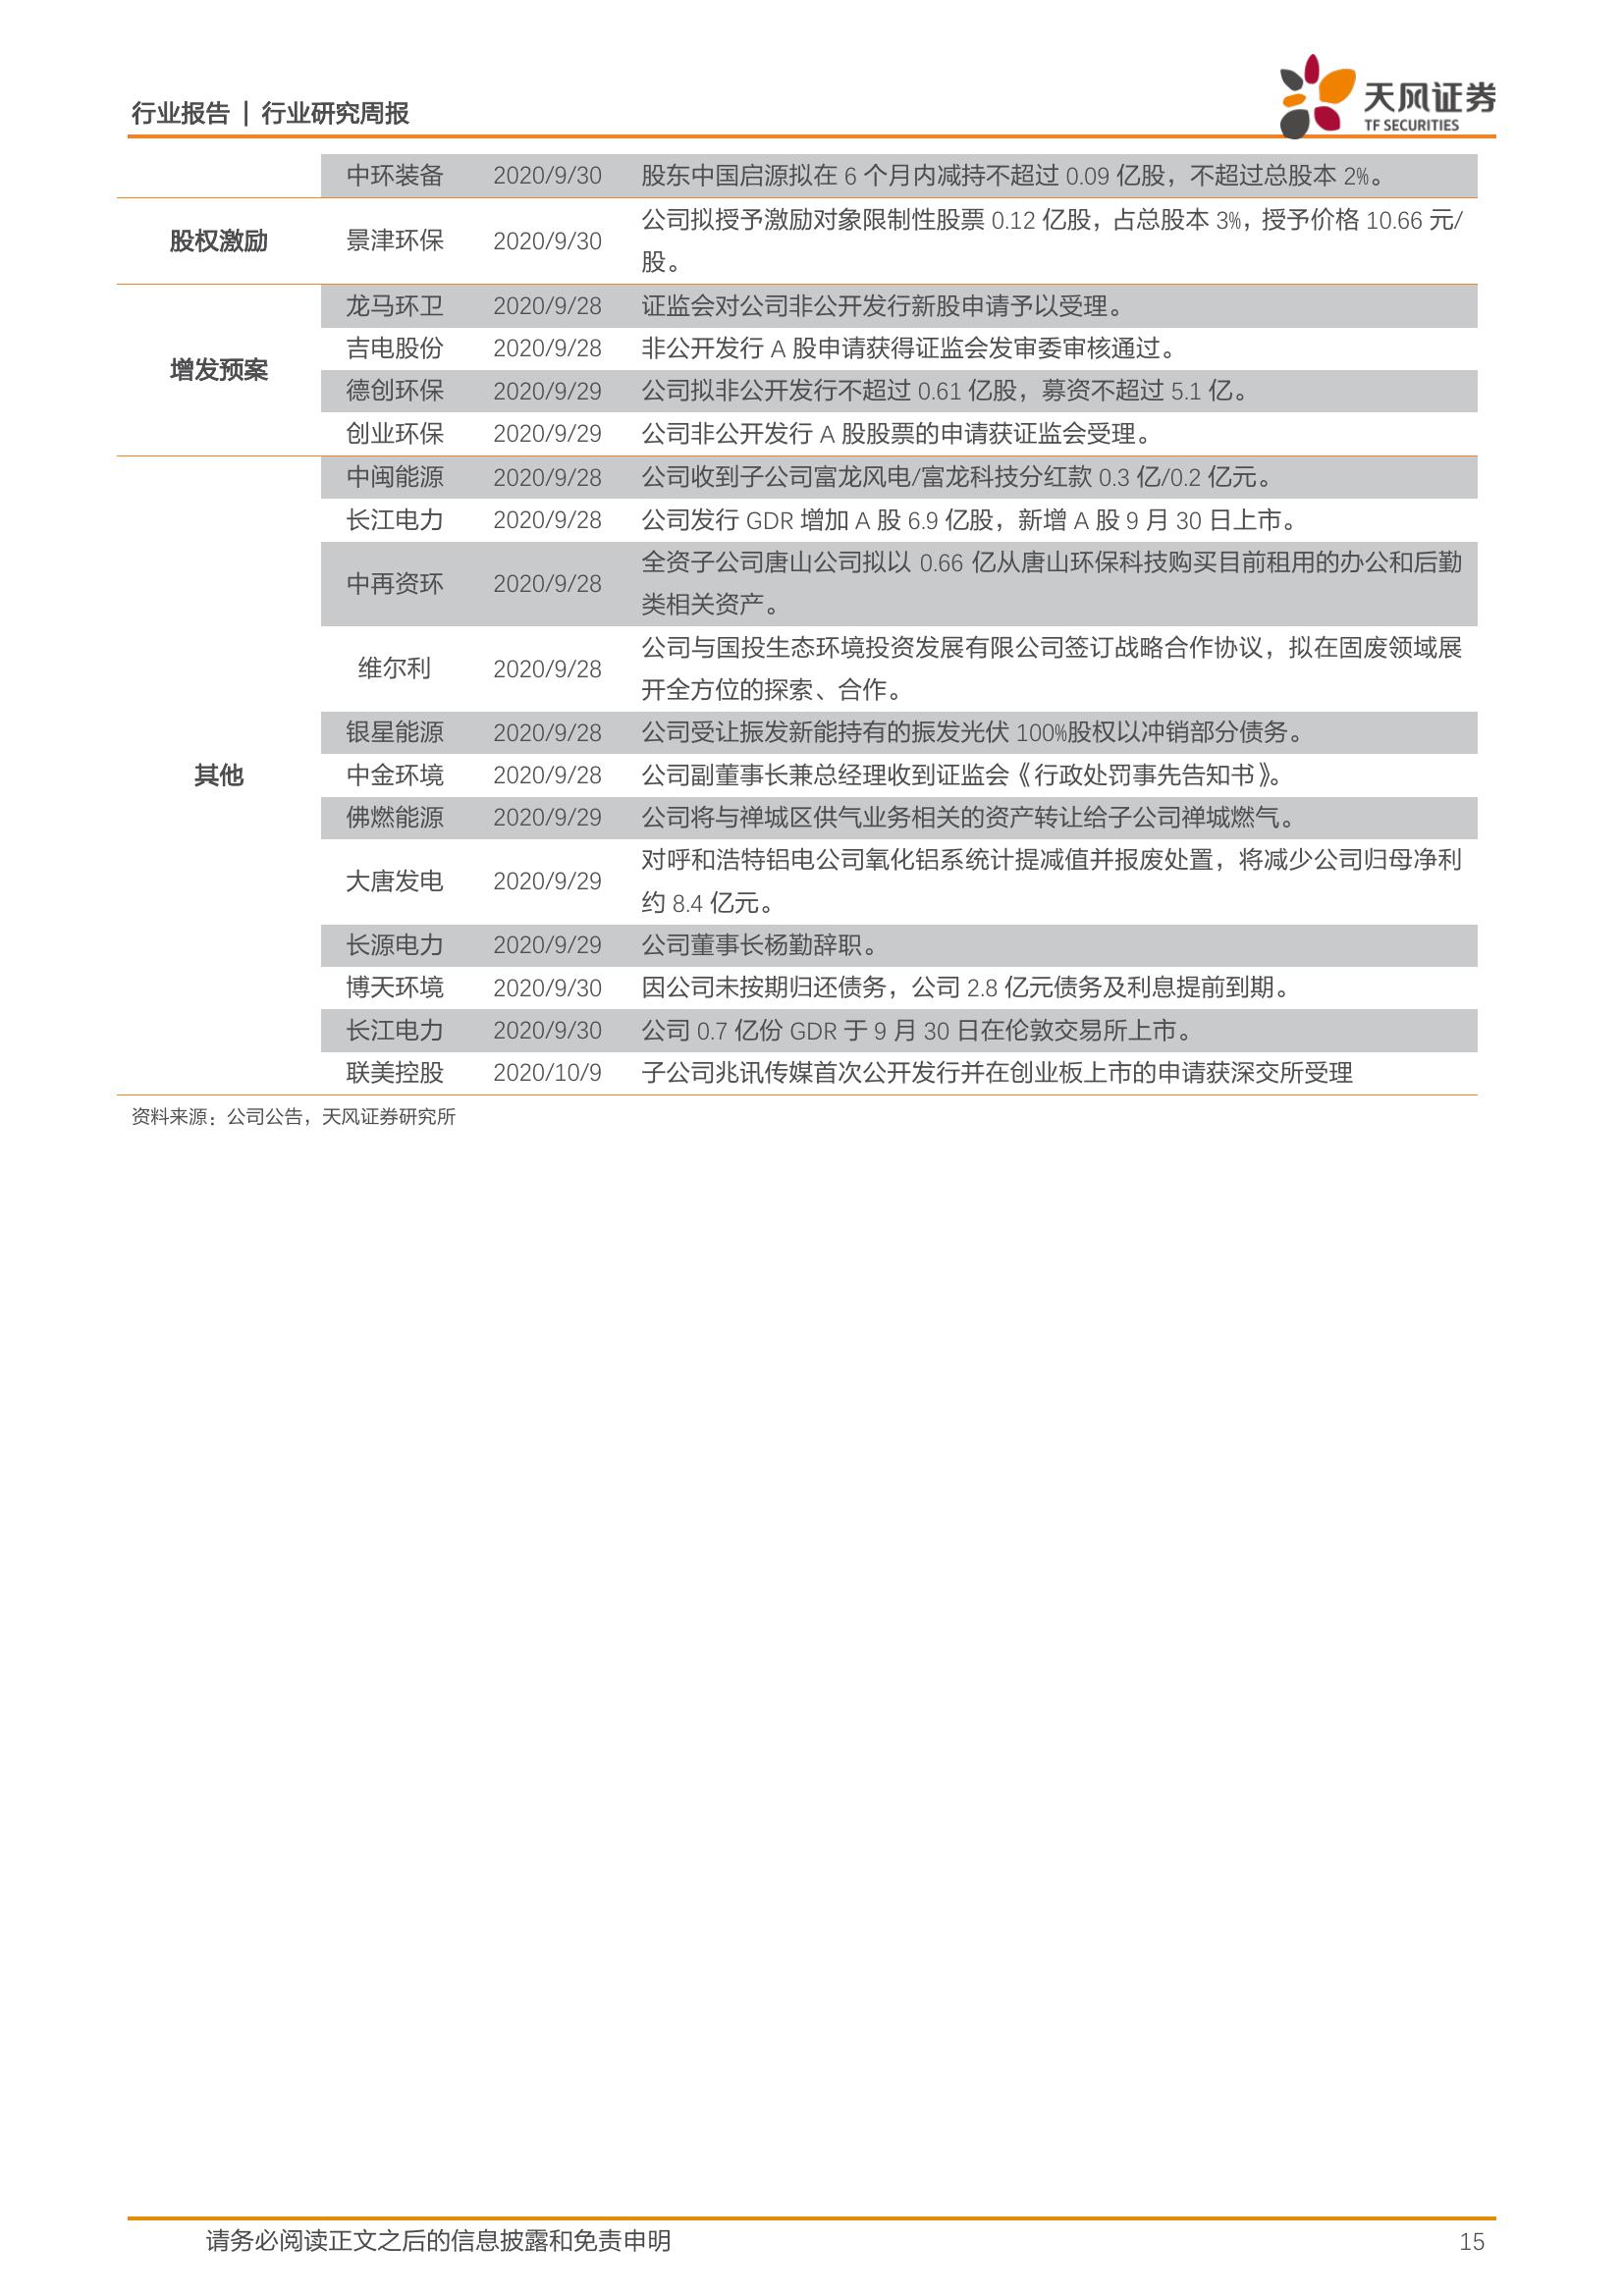 行业报告 | 行业研究周报
天风证券
TF SECURITIES
中环装备 2020/9/30 股东中国启源拟在 6 个月内减持不超过 0.09 亿股，不超过总股本 2%。
股权激励 景津环保 2020/9/30 公司拟授予激励对象限制性股票 0.12 亿股，占总股本 3%，授予价格 10.66 元/
股。
增发预案
龙马环卫 2020/9/28 证监会对公司非公开发行新股申请予以受理。
吉电股份 2020/9/28 非公开发行 A 股申请获得证监会发审委审核通过。
德创环保 2020/9/29 公司拟非公开发行不超过 0.61 亿股，募资不超过 5.1 亿。
创业环保 2020/9/29 公司非公开发行 A 股股票的申请获证监会受理。
其他
中闽能源 2020/9/28 公司收到子公司富龙风电/富龙科技分红款 0.3 亿/0.2 亿元。
长江电力 2020/9/28 公司发行 GDR 增加 A 股 6.9 亿股，新增 A 股 9 月 30 日上市。
中再资环 2020/9/28 全资子公司唐山公司拟以 0.66 亿从唐山环保科技购买目前租用的办公和后勤
类相关资产。
维尔利 2020/9/28 公司与国投生态环境投资发展有限公司签订战略合作协议，拟在固废领域展
开全方位的探索、合作。
银星能源 2020/9/28 公司受让振发新能持有的振发光伏 100%股权以冲销部分债务。
中金环境 2020/9/28 公司副董事长兼总经理收到证监会《行政处罚事先告知书》。
佛燃能源 2020/9/29 公司将与禅城区供气业务相关的资产转让给子公司禅城燃气。
大唐发电 2020/9/29 对呼和浩特铝电公司氧化铝系统计提减值并报废处置，将减少公司归母净利
约 8.4 亿元。
长源电力 2020/9/29 公司董事长杨勤辞职。
博天环境 2020/9/30 因公司未按期归还债务，公司 2.8 亿元债务及利息提前到期。
长江电力 2020/9/30 公司 0.7 亿份 GDR 于 9 月 30 日在伦敦交易所上市。
联美控股 2020/10/9 子公司兆讯传媒首次公开发行并在创业板上市的申请获深交所受理
资料来源：公司公告，天风证券研究所
请务必阅读正文之后的信息披露和免责申明 15